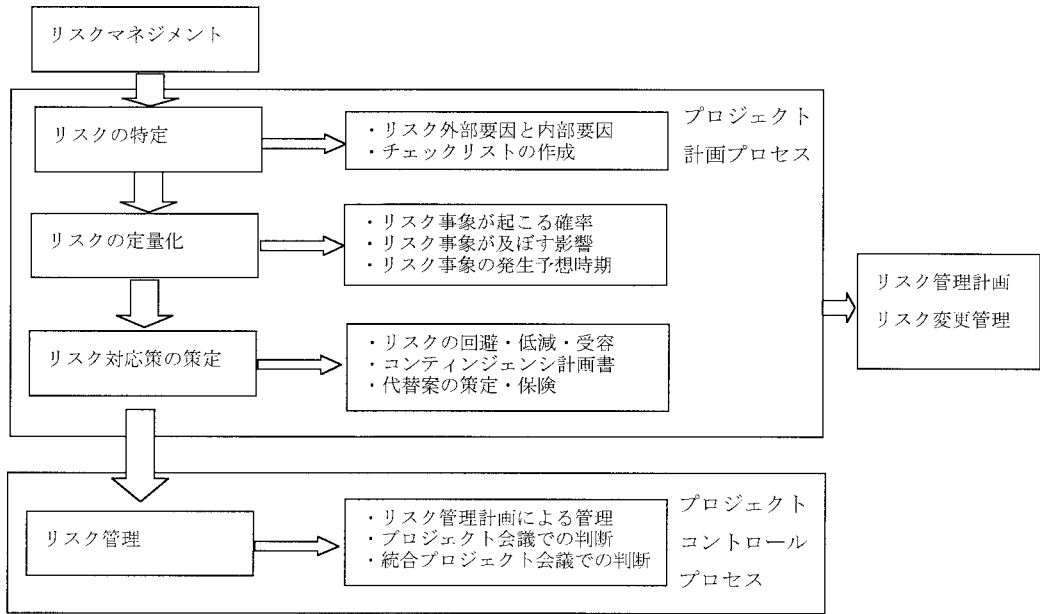 リスクマネジメント
リスクの特定
・リスク外部要因と内部要因
・チェックリストの作成
プロジェクト
計画プロセス
リスクの定量化
・リスク事象が起こる確率
・リスク事象が及ぼす影響
・リスク事象の発生予想時期
リスク管理計画
リスク変更管理
リスク対応策の策定
・リスクの回避・低減・受容
・コンティンジェンシ計画書
・代替案の策定・保険
リスク管理
・リスク管理計画による管理
・プロジェクト会議での判断
・統合プロジェクト会議での判断
プロジェクト
コントロール
プロセス